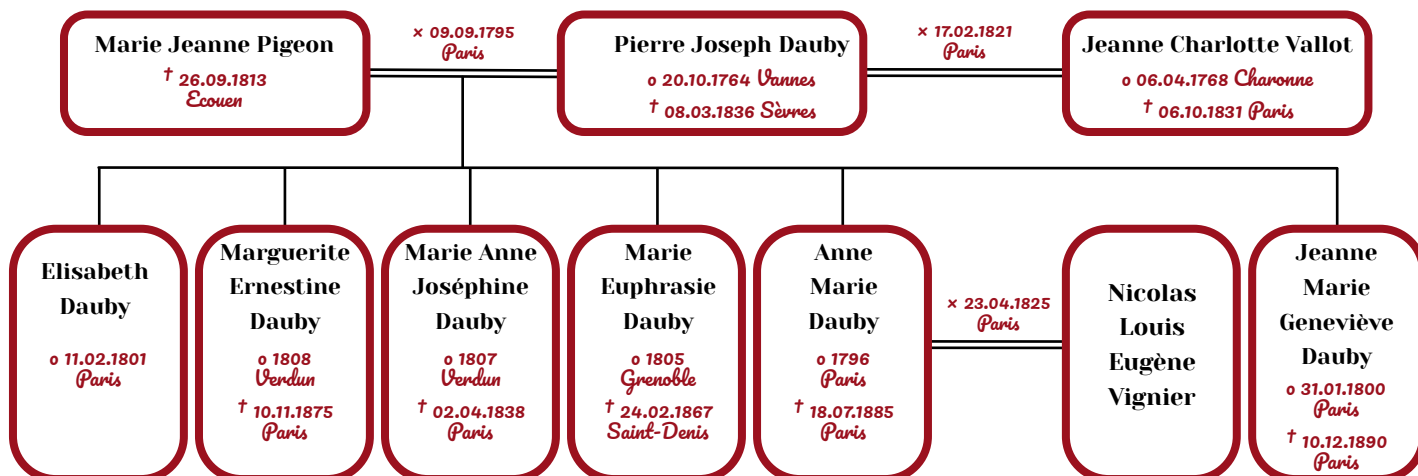 Marie Jeanne Pigeon
† 26.09.1813
Ecouen
× 09.09.1795
Paris
Pierre Joseph Dauby
o 20.10.1764 Vannes
† 08.03.1836 Sèvres
× 17.02.1821
Paris
Jeanne Charlotte Vallot
o 06.04.1768 Charonne
† 06.10.1831 Paris
Elisabeth
Dauby
o 11.02.1801
Paris
Marguerite
Ernestine
Dauby
o 1808
Verdun
† 10.11.1875
Paris
Marie Anne
Joséphine
Dauby
o 1807
Verdun
† 02.04.1838
Paris
Marie
Euphrasie
Dauby
o 1805
Grenoble
† 24.02.1867
Saint-Denis
Anne
Marie
Dauby
o 1796
Paris
† 18.07.1885
Paris
× 23.04.1825
Paris
Nicolas
Louis
Eugène
Vignier
Jeanne
Marie
Geneviève
Dauby
o 31.01.1800
Paris
† 10.12.1890
Paris